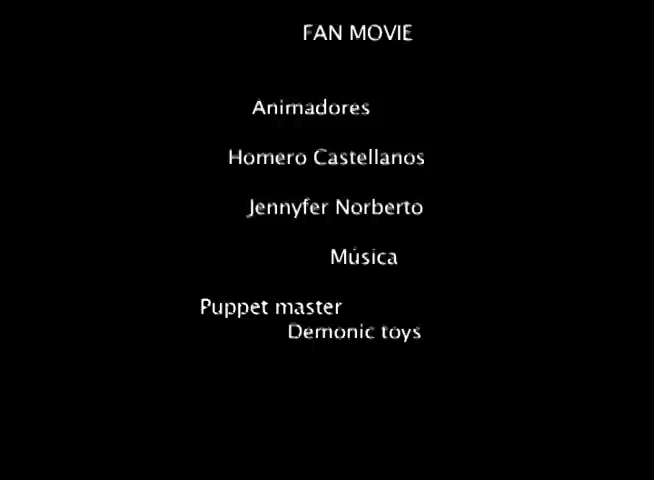 FAN MOVIE
Animadores
Homero Castellanos
Jennyfer Norberto
Música
Puppet master
Demonic toys